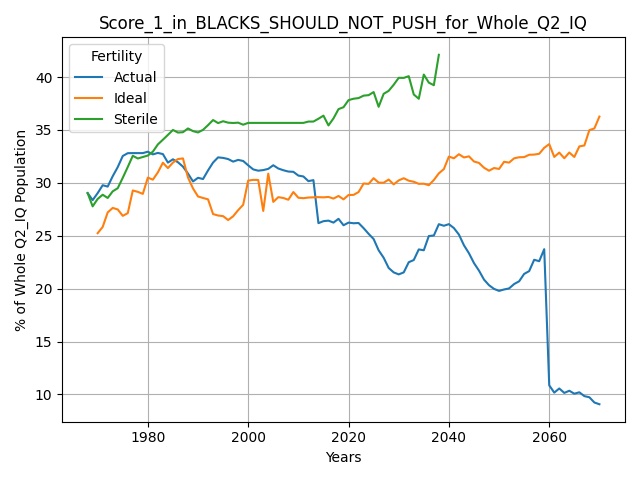 Score_1_in_BLACKS_SHOULD_NOT_PUSH_for_Whole_Q2_IQ
Fertility
Actual
Ideal
Sterile
% of Whole Q2_IQ Population
40
35
30
25
20
15
10
1980
2000
2020
2040
2060
Years